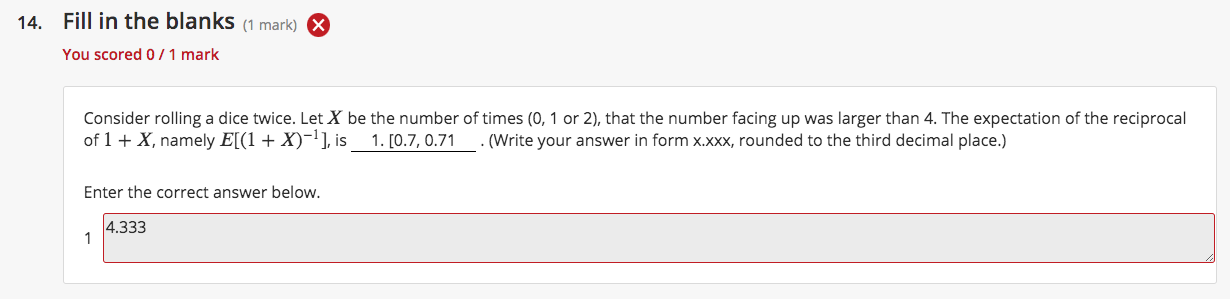 14. Fill in the blanks (1 mark)
You scored 0 / 1 mark
Consider rolling a dice twice. Let X be the number of times (0, 1 or 2), that the number facing up was larger than 4. The expectation of the reciprocal
of 1 + X, namely E[(1 + X)⁻¹], is 1. [0.7, 0.71 . (Write your answer in form x.xxx, rounded to the third decimal place.)
Enter the correct answer below.
4.333
1